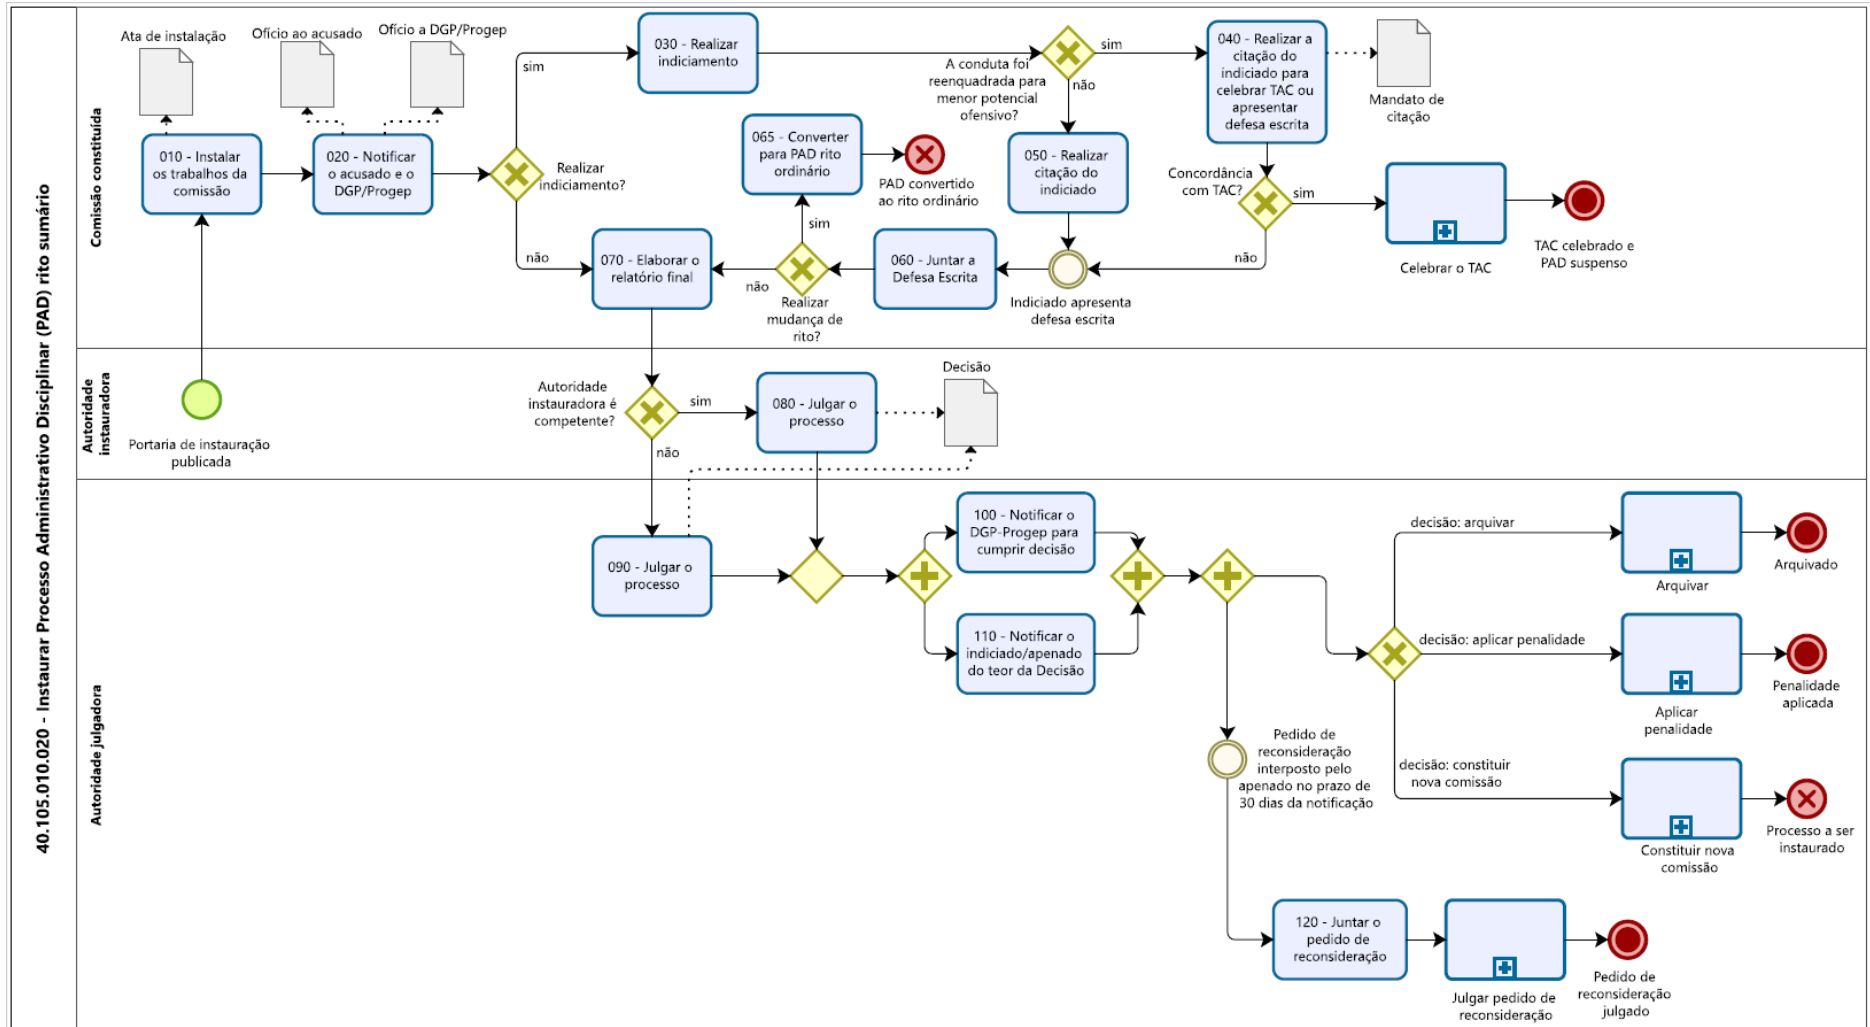 40.105.010.020 - Instaurar Processo Administrativo Disciplinar (PAD) rito sumário
Comissão constituída
Ata de instalação
Ofício ao acusado
Ofício a DGP/Progep
010 - Instalar
os trabalhos da
comissão
020 - Notificar
o acusado e o
DGP/Progep
sim
Realizar
indiciamento?
não
030 - Realizar
indiciamento
A conduta foi
reenquadrada para
menor potencial
ofensivo?
sim
não
040 - Realizar a
citação do
indiciado para
celebrar TAC ou
apresentar
defesa escrita
Mandato de
citação
065 - Converter
para PAD rito
ordinário
PAD convertido
ao rito ordinário
050 - Realizar
citação do
indiciado
Concordância
com TAC?
sim
não
Celebrar o TAC
TAC celebrado e
PAD suspenso
070 - Elaborar o
relatório final
sim
não
Realizar
mudança de
rito?
060 - Juntar a
Defesa Escrita
Indiciado apresenta
defesa escrita
Autoridade
instauradora
Portaria de instauração
publicada
Autoridade
instauradora é
competente?
sim
não
080 - Julgar o
processo
Decisão
Autoridade julgadora
090 - Julgar o
processo
100 - Notificar o
DGP-Progep para
cumprir decisão
110 - Notificar o
indiciado/apenado
do teor da Decisão
decisão: arquivar
Arquivar
Arquivado
decisão: aplicar penalidade
Aplicar
penalidade
Penalidade
aplicada
decisão: constituir
nova comissão
Constituir nova
comissão
Processo a ser
instaurado
Pedido de
reconsideração
interposto pelo
apenado no prazo de
30 dias da notificação
120 - Juntar o
pedido de
reconsideração
Julgar pedido de
reconsideração
Pedido de
reconsideração
julgado